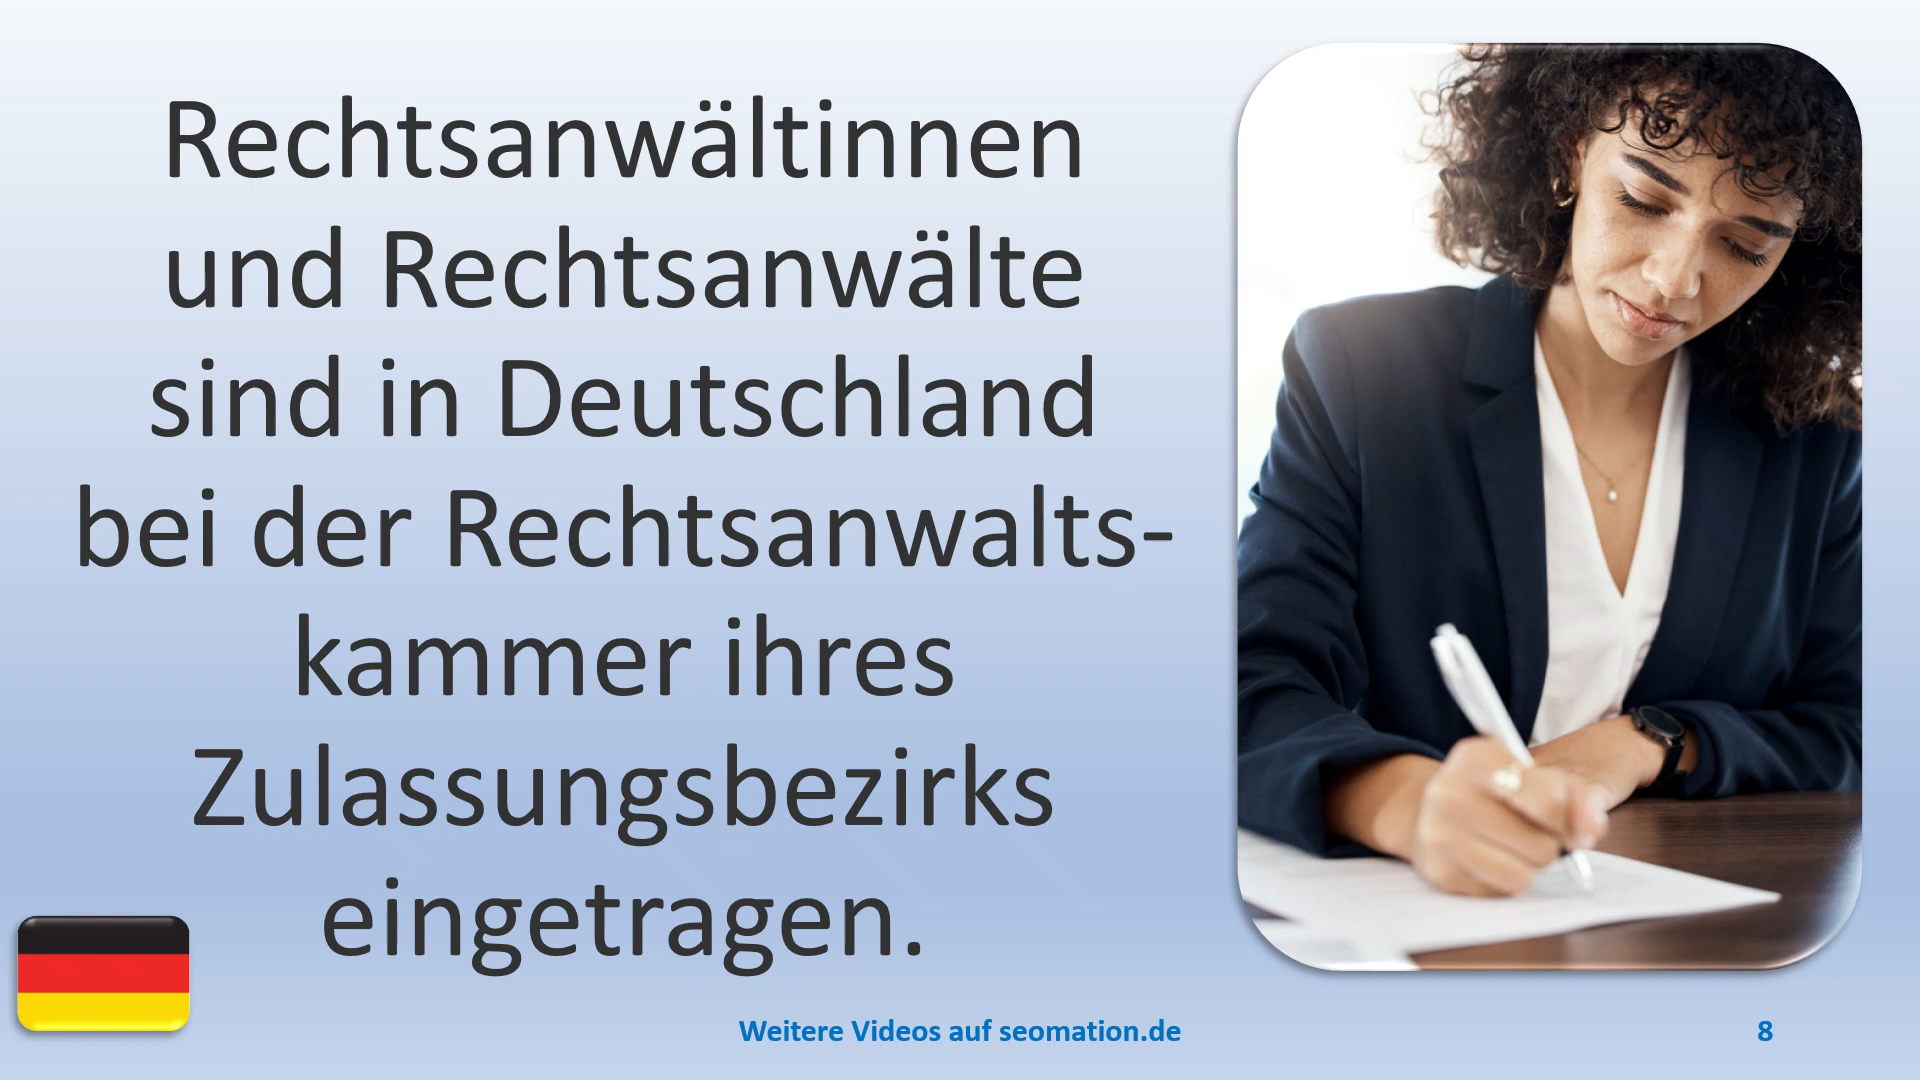 Rechtsanwältinnen
und Rechtsanwälte
sind in Deutschland
bei der Rechtsanwalts-
kammer ihres
Zulassungsbezirks
eingetragen.
Weitere Videos auf seomation.de
8